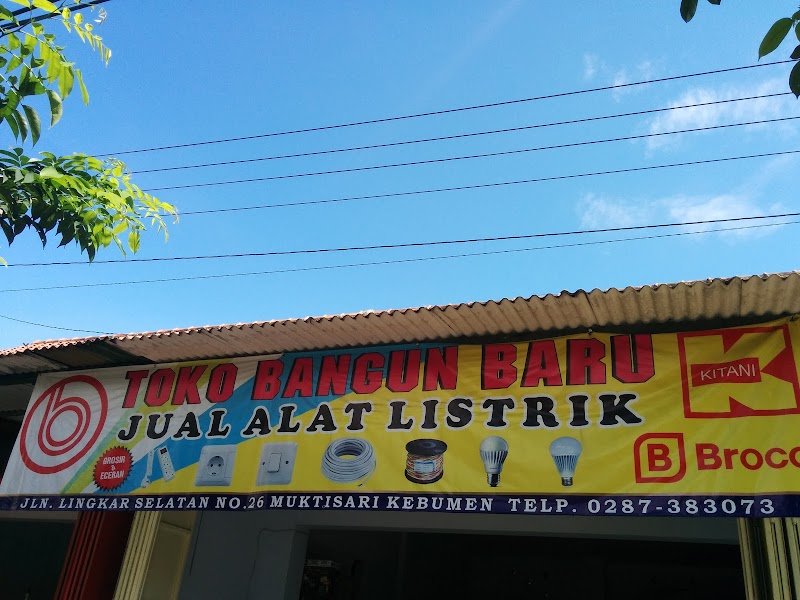 TOKO BANGUN BARU
JUAL ALAT LISTRIK
KITANI
GROSIR
&
ECERAN
B Broco
JLN. LINGKAR SELATAN NO.26 MUKTISARI KEBUMEN TELP. 0287-383073